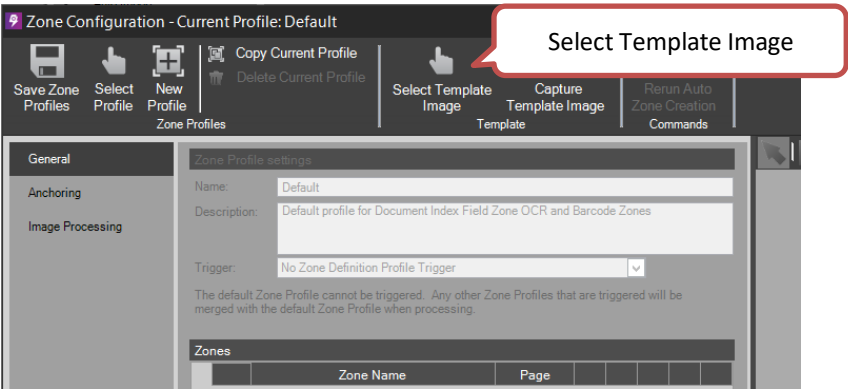 Zone Configuration - Current Profile: Default
Select Template Image
Save Zone Profiles
Select Profile
New Profile
Copy Current Profile
Delete Current Profile
Zone Profiles
Select Template Image
Capture Template Image
Template
Rerun Auto Zone Creation
Commands
General
Anchoring
Image Processing
Zone Profile settings
Name: Default
Description: Default profile for Document Index Field Zone OCR and Barcode Zones
Trigger: No Zone Definition Profile Trigger
The default Zone Profile cannot be triggered. Any other Zone Profiles that are triggered will be
merged with the default Zone Profile when processing.
Zones
Zone Name Page